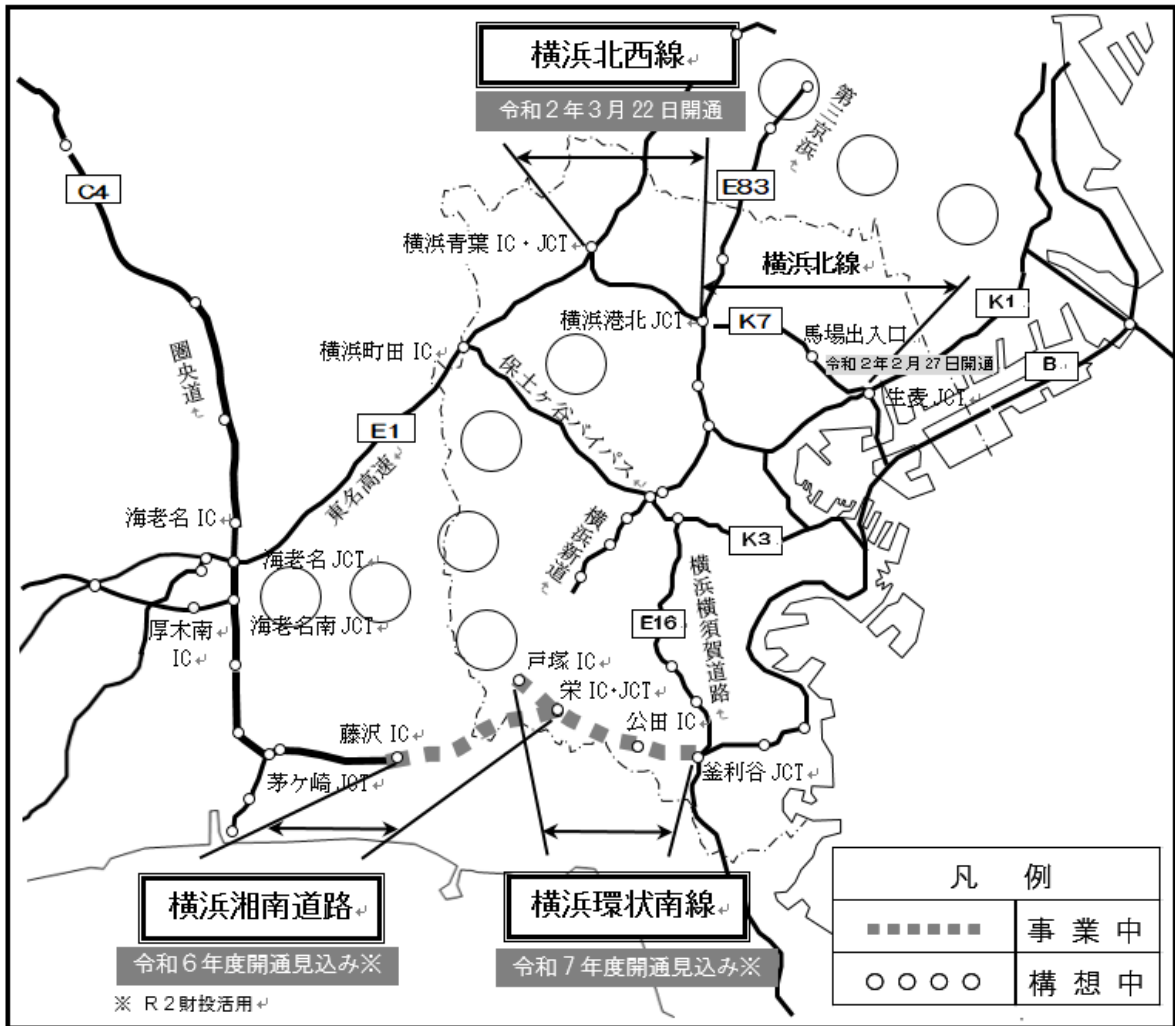 横浜北西線
令和2年3月22日開通
第三京浜
C4
E83
横浜青葉 IC・JCT
横浜北線
K1
横浜港北 JCT
K7
馬場出入口
横浜町田 IC
令和2年2月27日開通
B
圏央道
保土ヶ谷バイパス
生麦 JCT
E1
東名高速
海老名 IC
横浜新道
K3
海老名 JCT
横浜横須賀道路
厚木南
IC
海老名南 JCT
E16
戸塚 IC
栄 IC・JCT
藤沢 IC
公田 IC
茅ケ崎 JCT
釜利谷 JCT
横浜湘南道路
令和6年度開通見込み※
※ R2財投活用
横浜環状南線
令和7年度開通見込み※
凡 例
事業中
構想中